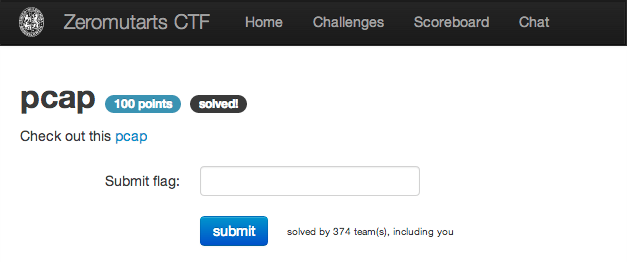 Zeromutarts CTF Home Challenges Scoreboard Chat
pcap 100 points solved!
Check out this pcap
Submit flag:
submit solved by 374 team(s), including you